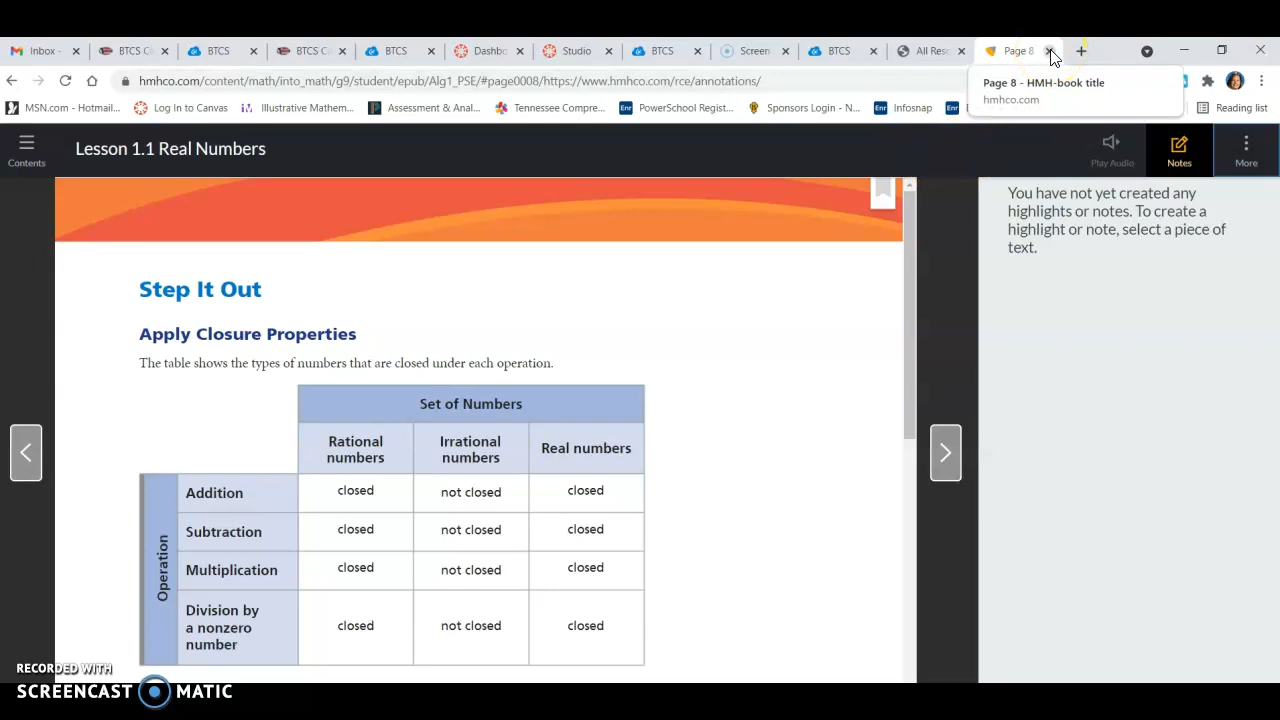 Inbox -
BTCS Ci
BTCS
BTCS Ci
BTCS
Dashbo
Studio
BTCS
Screen
BTCS
All Resc
Page 8
hmhco.com/content/math/into_math/g9/student/epub/Alg1_PSE/#page0008/https://www.hmhco.com/rce/annotations/
Page 8 - HMH-book title
hmhco.com
MSN.com - Hotmail...
Log In to Canvas
Illustrative Mathem...
Assessment & Anal...
Tennessee Compre...
PowerSchool Regist...
Sponsors Login - N...
Infosnap
Reading list
Contents
Lesson 1.1 Real Numbers
Play Audio
Notes
More
You have not yet created any
highlights or notes. To create a
highlight or note, select a piece of
text.
Step It Out
Apply Closure Properties
The table shows the types of numbers that are closed under each operation.
Set of Numbers
Rational numbers
Irrational numbers
Real numbers
Operation
Addition closed not closed closed
Subtraction closed not closed closed
Multiplication closed not closed closed
Division by a nonzero number closed not closed closed
RECORDED WITH
SCREENCAST MATIC